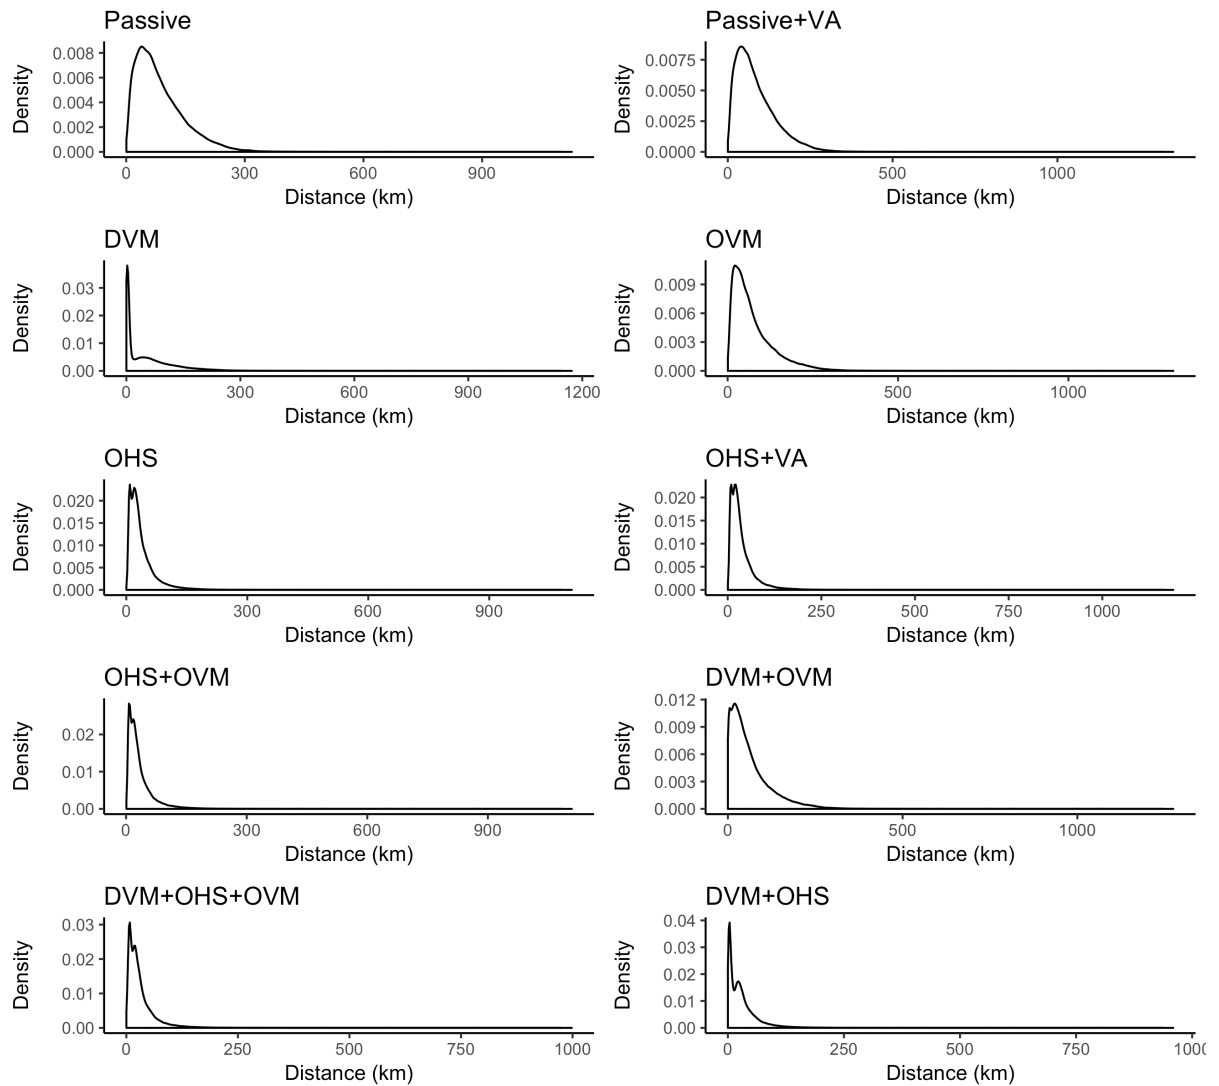 Passive
Density
0.008
0.006
0.004
0.002
0.000
0 300 600 900
Distance (km)
Passive+VA
Density
0.0075
0.0050
0.0025
0.0000
0 500 1000
Distance (km)
DVM
Density
0.03
0.02
0.01
0.00
0 300 600 900 1200
Distance (km)
OVM
Density
0.009
0.006
0.003
0.000
0 500 1000
Distance (km)
OHS
Density
0.020
0.015
0.010
0.005
0.000
0 300 600 900
Distance (km)
OHS+VA
Density
0.020
0.015
0.010
0.005
0.000
0 250 500 750 1000
Distance (km)
OHS+OVM
Density
0.02
0.01
0.00
0 300 600 900
Distance (km)
DVM+OVM
Density
0.012
0.009
0.006
0.003
0.000
0 500 1000
Distance (km)
DVM+OHS+OVM
Density
0.03
0.02
0.01
0.00
0 250 500 750 1000
Distance (km)
DVM+OHS
Density
0.04
0.03
0.02
0.01
0.00
0 250 500 750 1000
Distance (km)